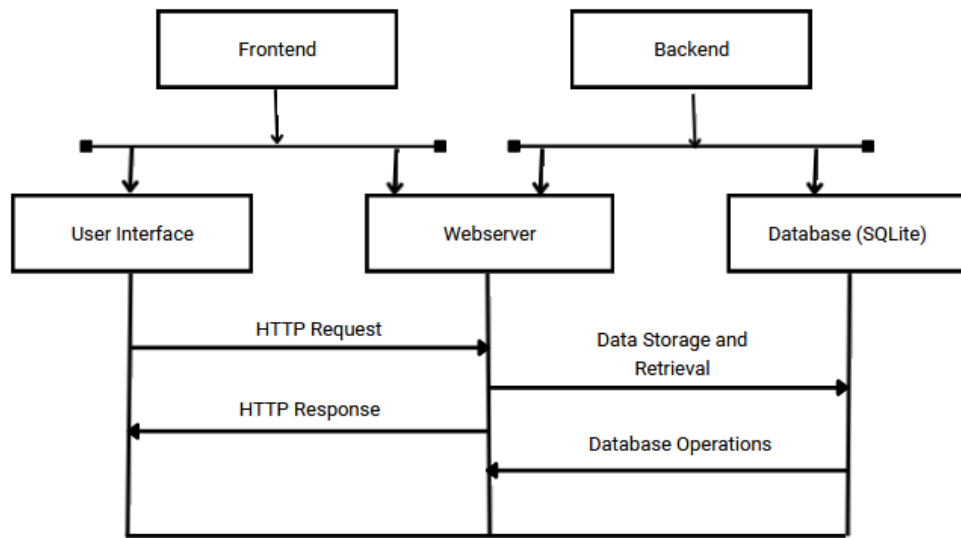 Frontend
Backend
User Interface
Webserver
Database (SQLite)
HTTP Request
Data Storage and
Retrieval
HTTP Response
Database Operations